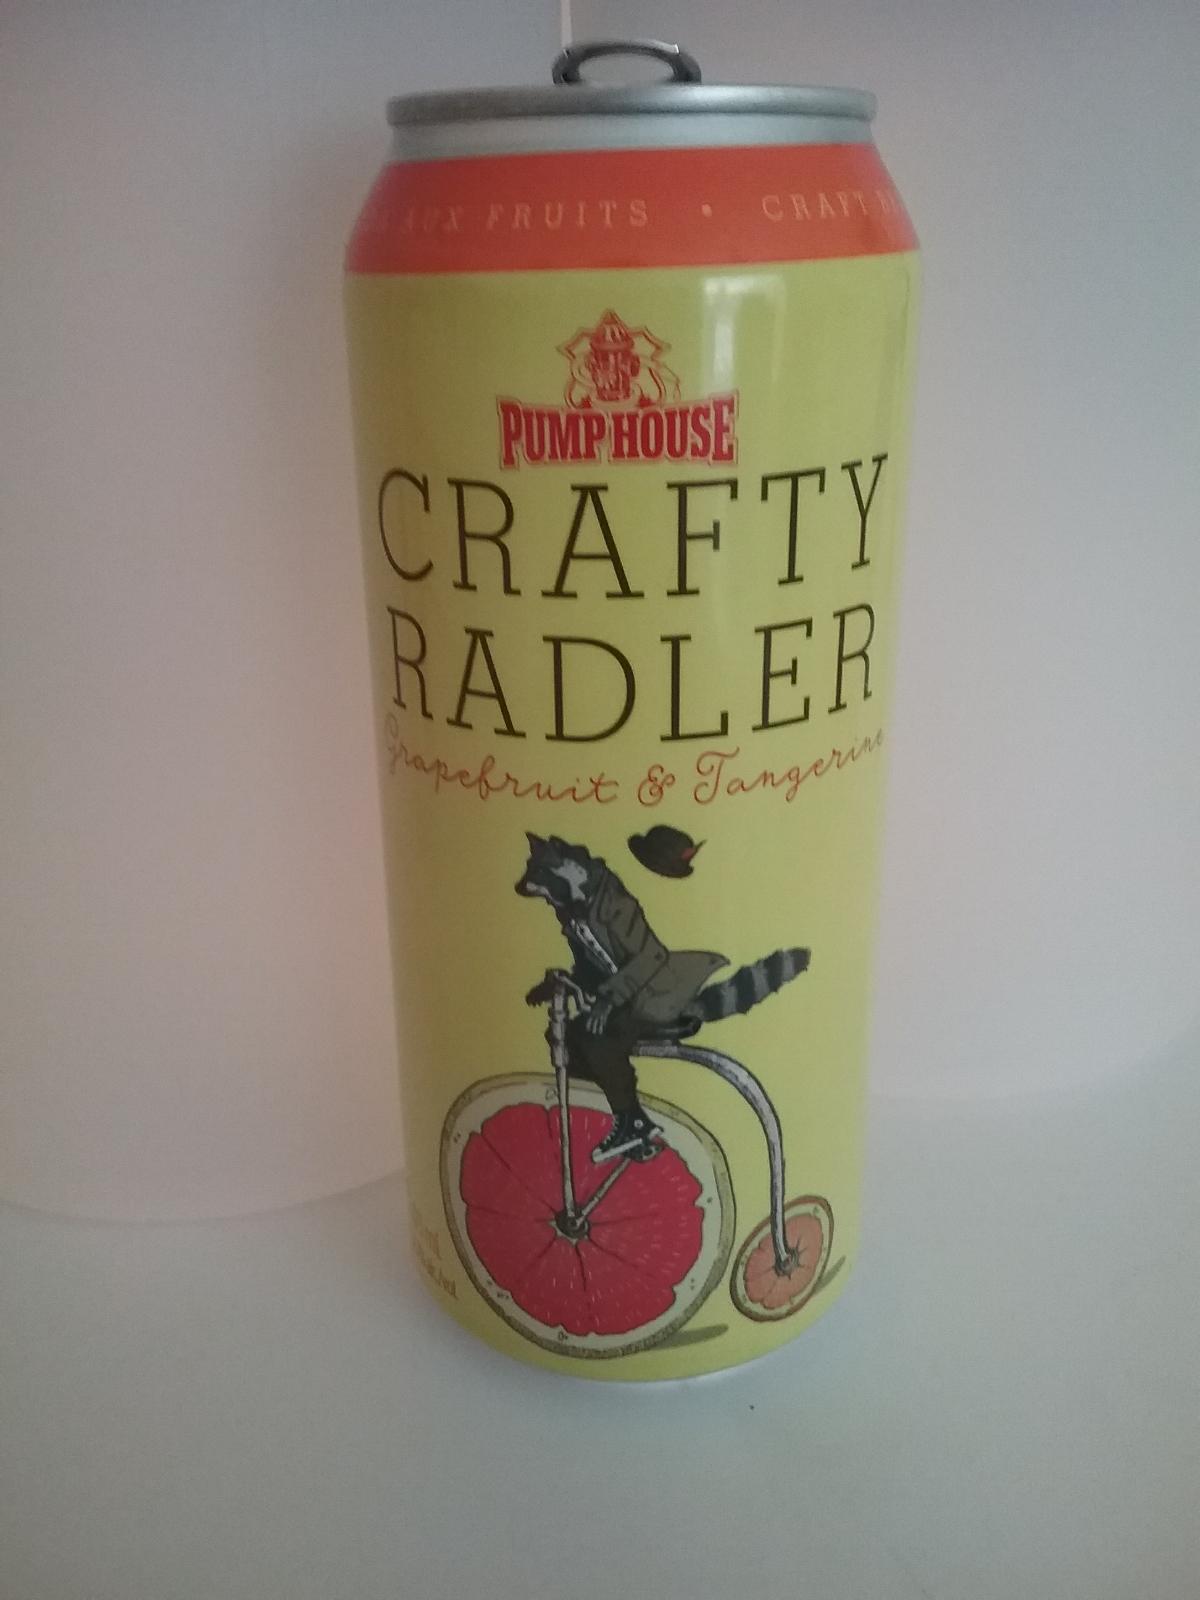 AUX FRUITS • CRAFT
PUMP HOUSE
CRAFTY
RADLER
Grapefruit & Tangerine